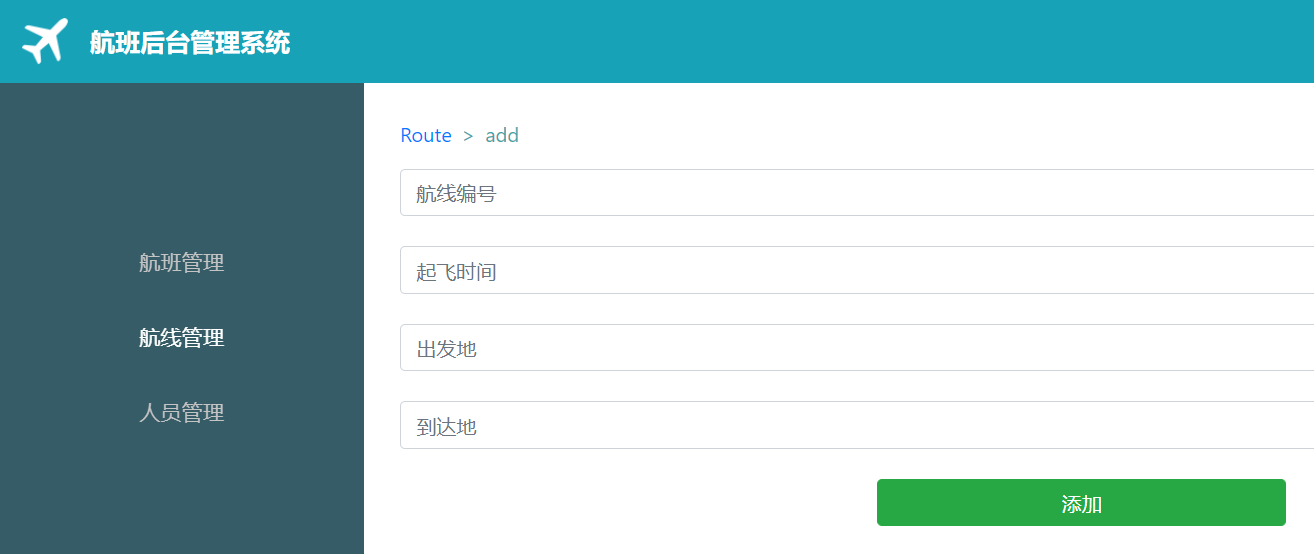 航班后台管理系统
Route > add
航线编号
起飞时间
航班管理
航线管理
出发地
人员管理
到达地
添加